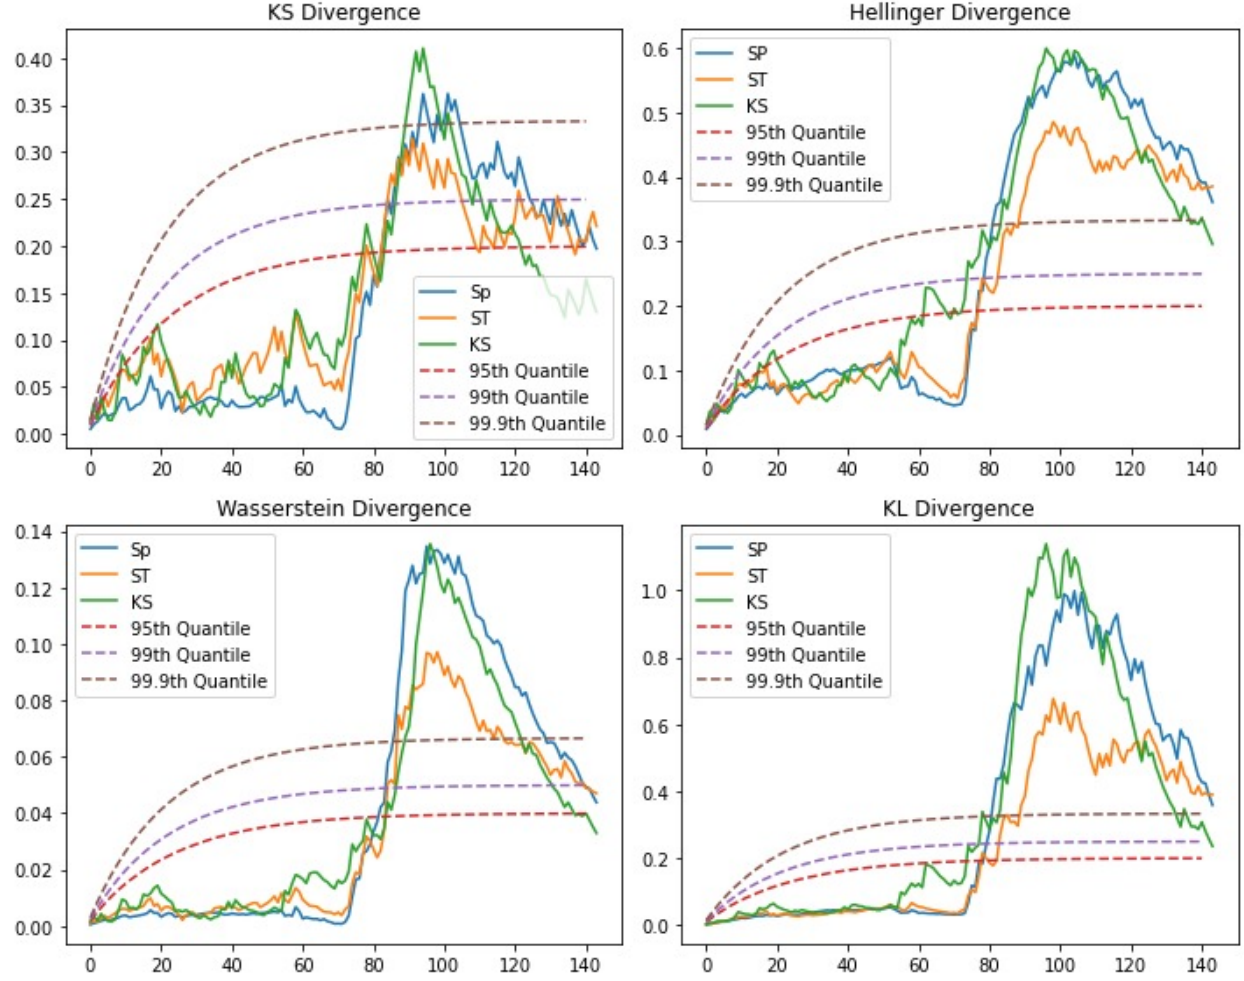 KS Divergence
0.40
0.35
0.30
0.25
0.20
0.15
0.10
0.05
0.00
Sp
ST
KS
95th Quantile
99th Quantile
99.9th Quantile
0 20 40 60 80 100 120 140
Hellinger Divergence
0.6
0.5
0.4
0.3
0.2
0.1
0.0
SP
ST
KS
95th Quantile
99th Quantile
99.9th Quantile
0 20 40 60 80 100 120 140
Wasserstein Divergence
0.14
0.12
0.10
0.08
0.06
0.04
0.02
0.00
Sp
ST
KS
95th Quantile
99th Quantile
99.9th Quantile
0 20 40 60 80 100 120 140
KL Divergence
1.0
0.8
0.6
0.4
0.2
0.0
SP
ST
KS
95th Quantile
99th Quantile
99.9th Quantile
0 20 40 60 80 100 120 140